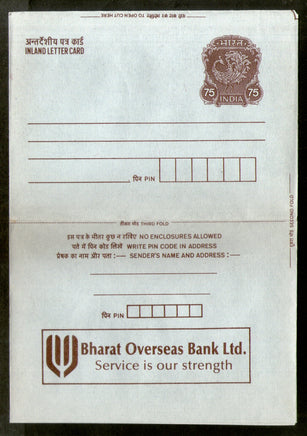 यहाँ काट कर खोलिए TO OPEN CUT HERE
अन्तर्देशीय पत्र कार्ड
INLAND LETTER CARD
भारत
75 75
INDIA
पिन PIN
दूसरा मोड़ SECOND FOLD
तीसरा मोड़ THIRD FOLD
इस पत्र के भीतर कुछ न रखिए NO ENCLOSURES ALLOWED
पते में पिन कोड लिखें WRITE PIN CODE IN ADDRESS
प्रेषक का नाम और पता :— SENDER'S NAME AND ADDRESS :—
पिन PIN
Bharat Overseas Bank Ltd.
Service is our strength